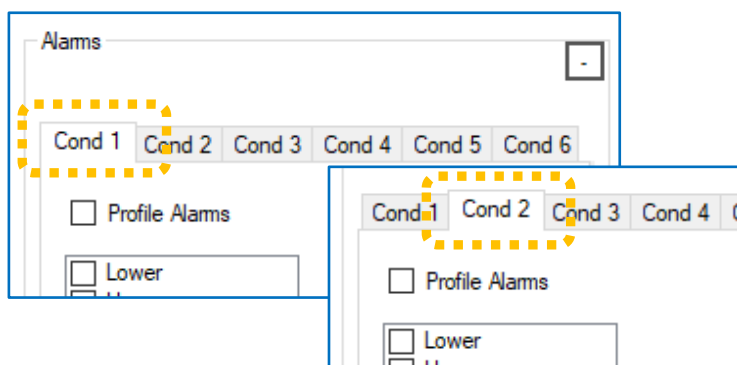 Alarms
-
Cond 1 Cond 2 Cond 3 Cond 4 Cond 5 Cond 6
Profile Alarms
Lower
Cond 1 Cond 2 Cond 3 Cond 4
Profile Alarms
Lower